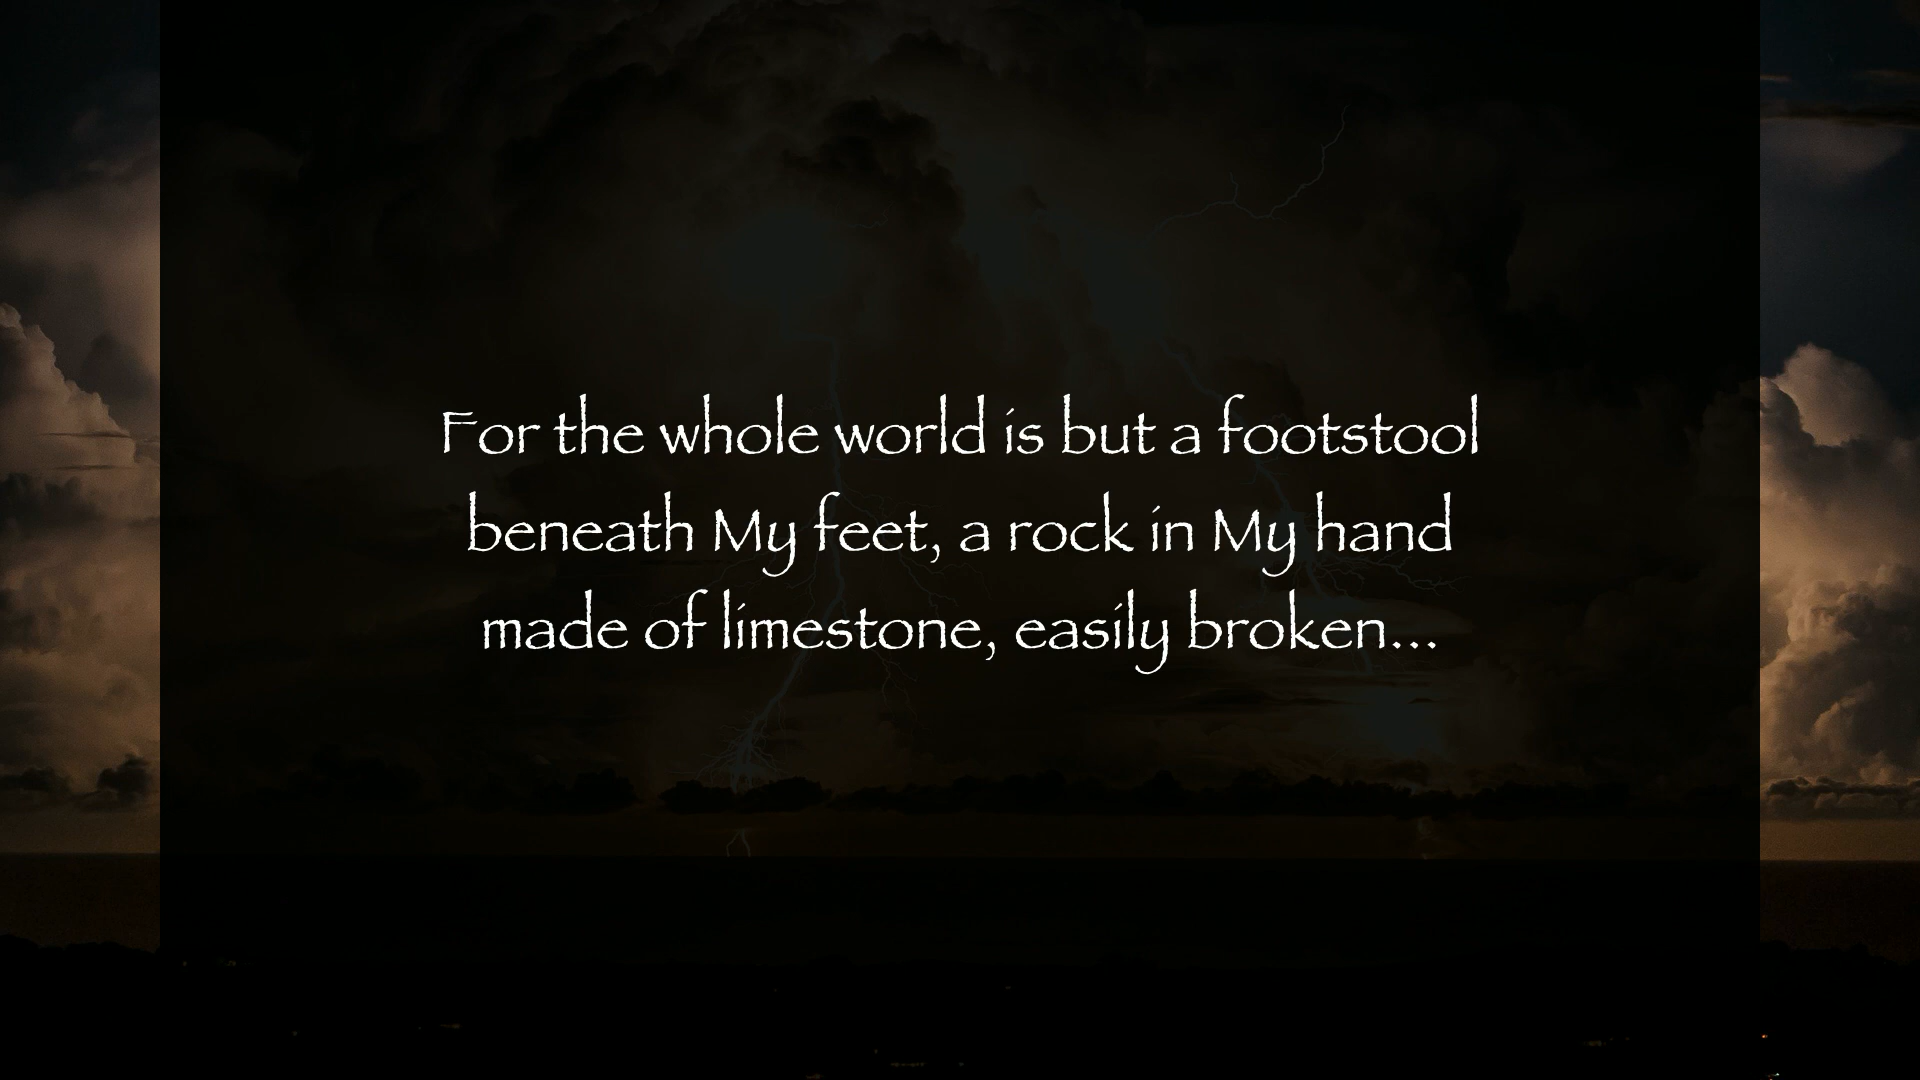 For the whole world is but a footstool
beneath My feet, a rock in My hand
made of limestone, easily broken...